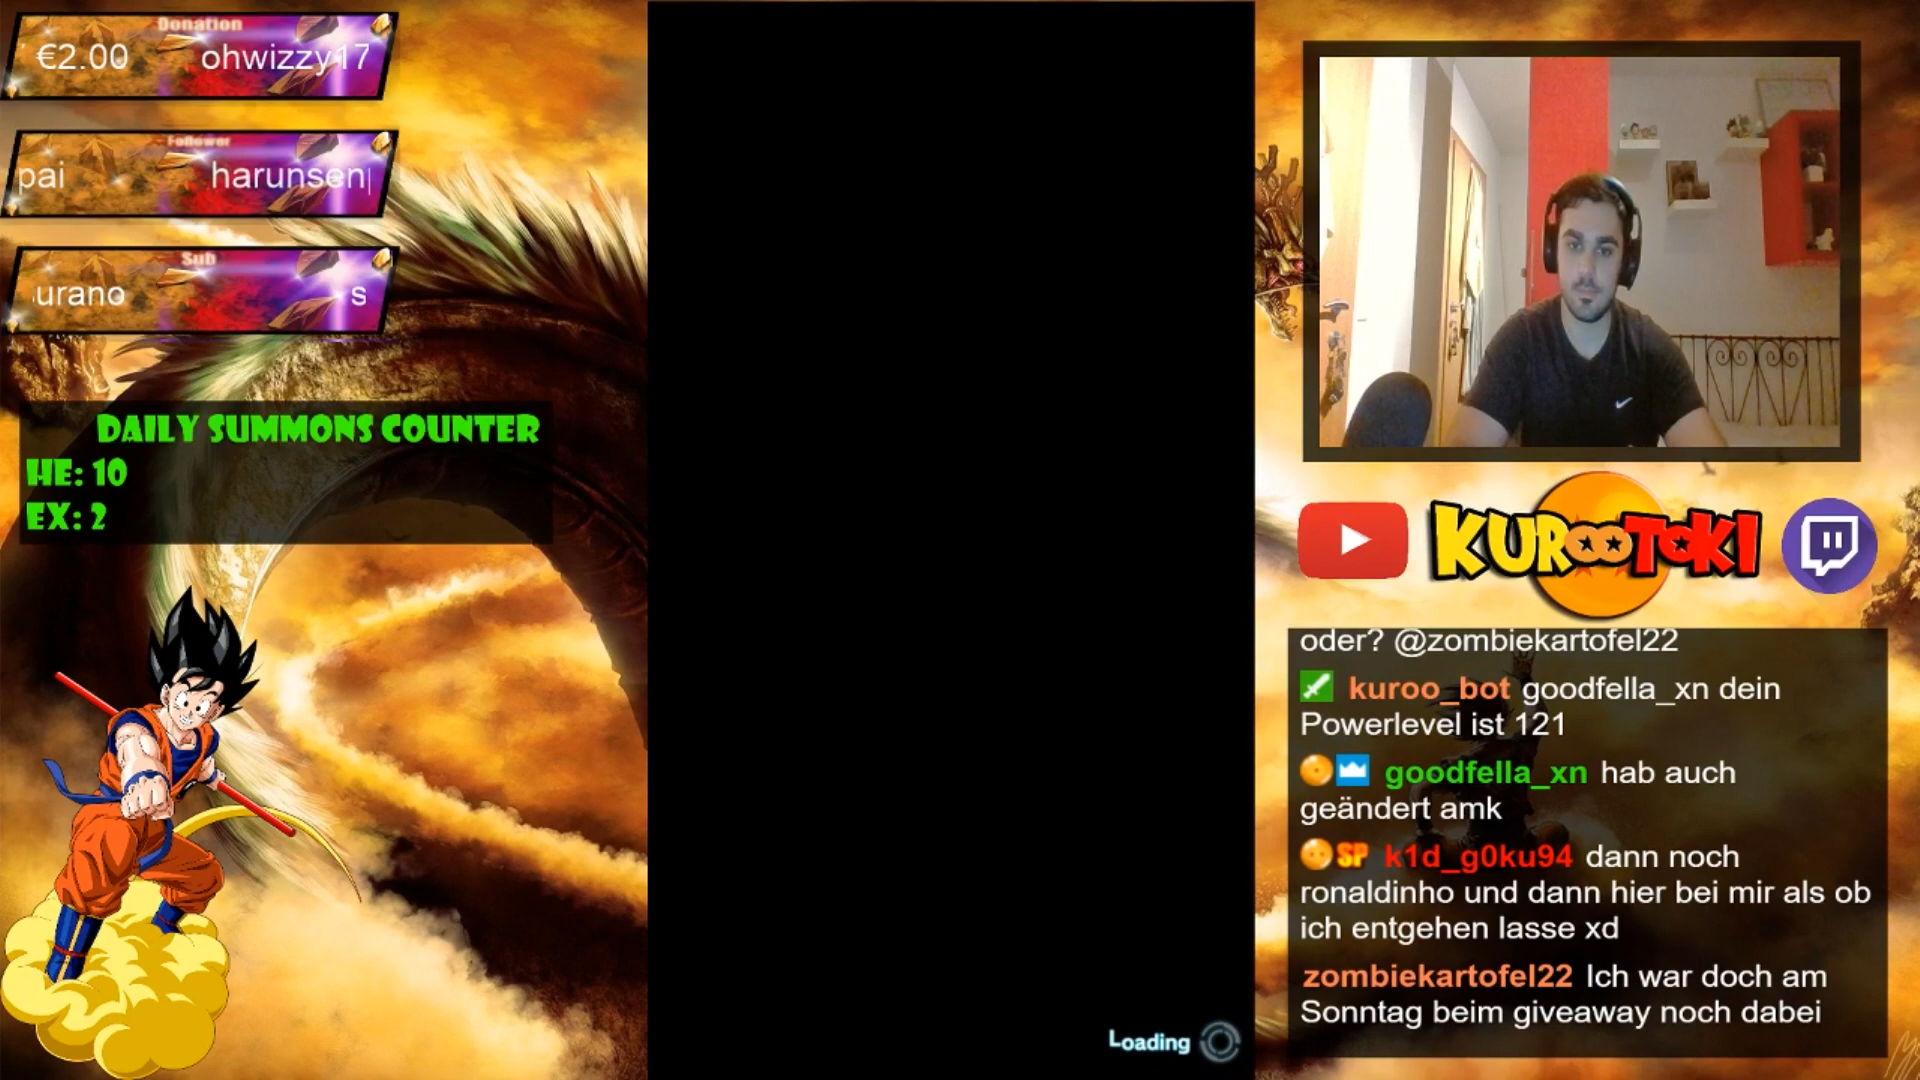 Donation
€2.00 ohwizzy17
Follower
pai harunsen
Sub
urano s
DAILY SUMMONS COUNTER
HE: 10
EX: 2
Loading
KUROOTOKI
oder? @zombiekartofel22
kuroo_bot goodfella_xn dein
Powerlevel ist 121
goodfella_xn hab auch
geändert amk
SP k1d_g0ku94 dann noch
ronaldinho und dann hier bei mir als ob
ich entgehen lasse xd
zombiekartofel22 Ich war doch am
Sonntag beim giveaway noch dabei